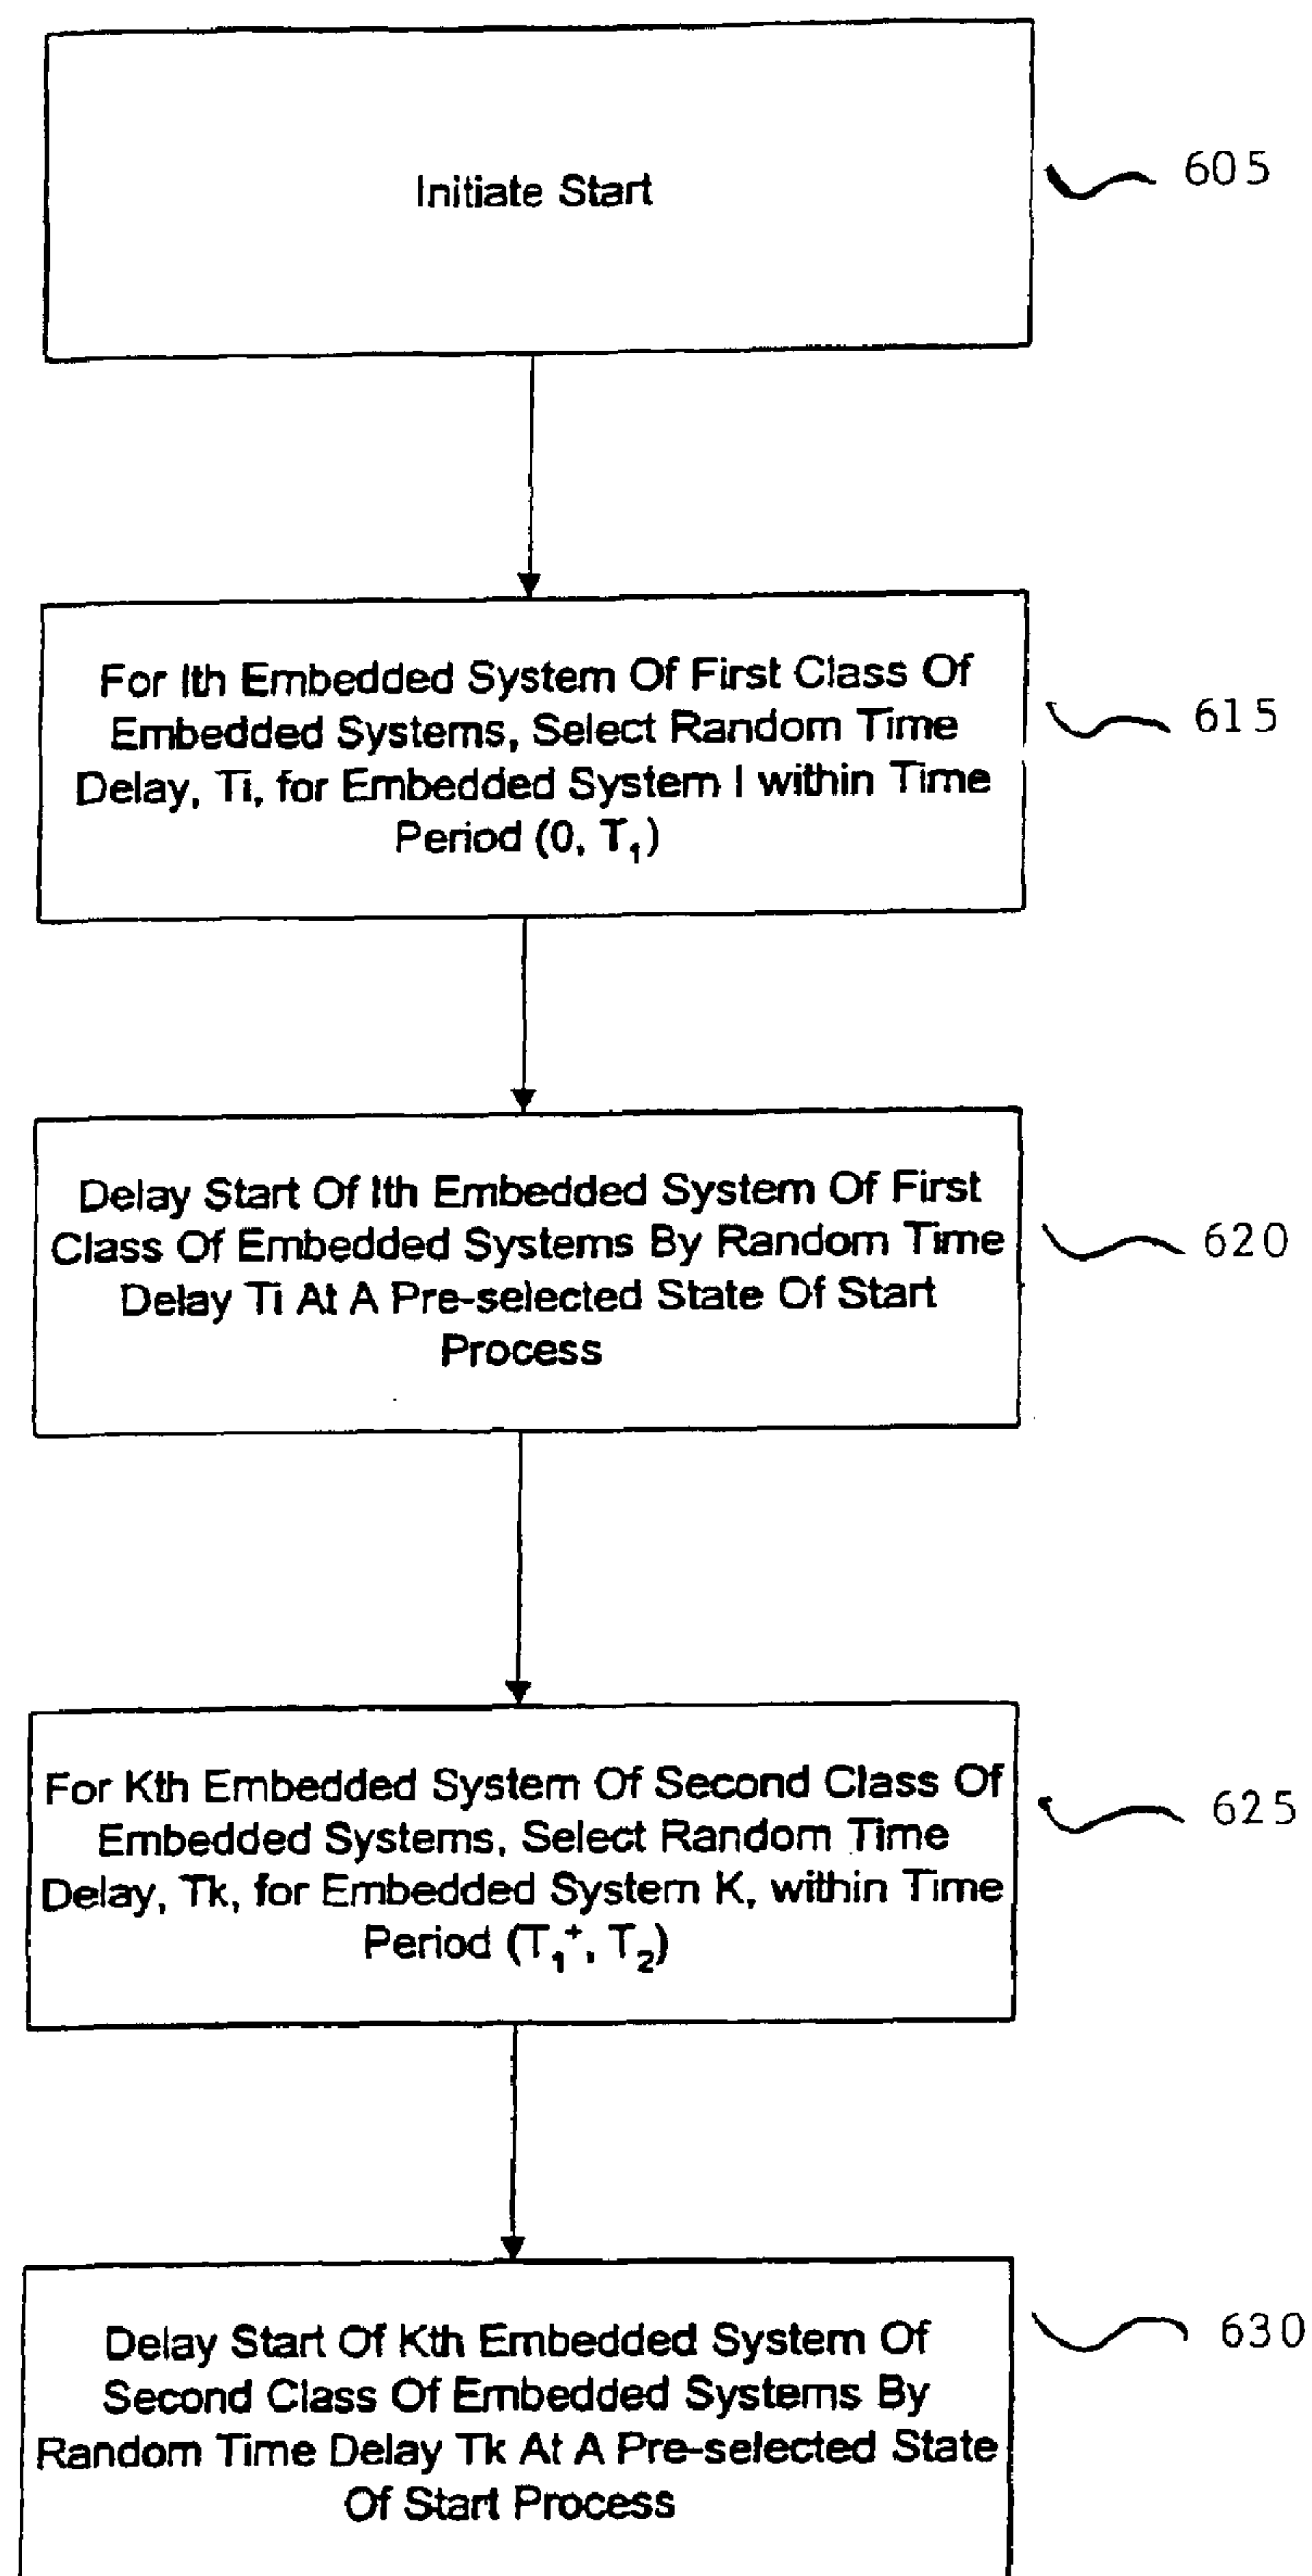 Initiate Start
605
For Ith Embedded System Of First Class Of
Embedded Systems, Select Random Time
Delay, Ti, for Embedded System I within Time
Period (0, T₁)
615
Delay Start Of Ith Embedded System Of First
Class Of Embedded Systems By Random Time
Delay Ti At A Pre-selected State Of Start
Process
620
For Kth Embedded System Of Second Class Of
Embedded Systems, Select Random Time
Delay, Tk, for Embedded System K, within Time
Period (T₁⁺, T₂)
625
Delay Start Of Kth Embedded System Of
Second Class Of Embedded Systems By
Random Time Delay Tk At A Pre-selected State
Of Start Process
630